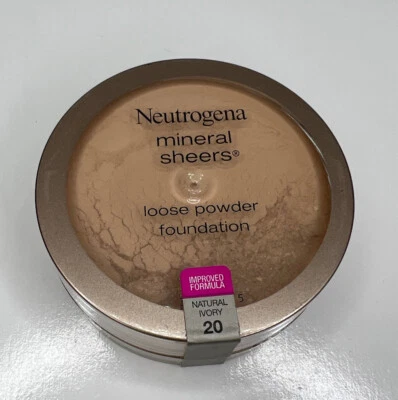 Neutrogena
mineral
sheers®
loose powder
foundation
IMPROVED
FORMULA
NATURAL
IVORY
20